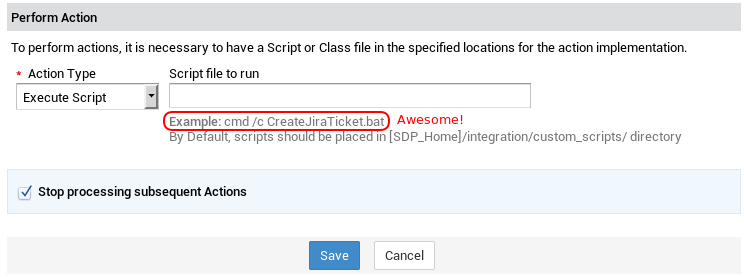 Perform Action
To perform actions, it is necessary to have a Script or Class file in the specified locations for the action implementation.
* Action Type Script file to run
Execute Script
Example: cmd /c CreateJiraTicket.bat Awesome!
By Default, scripts should be placed in [SDP_Home]/integration/custom_scripts/ directory
Stop processing subsequent Actions
Save Cancel